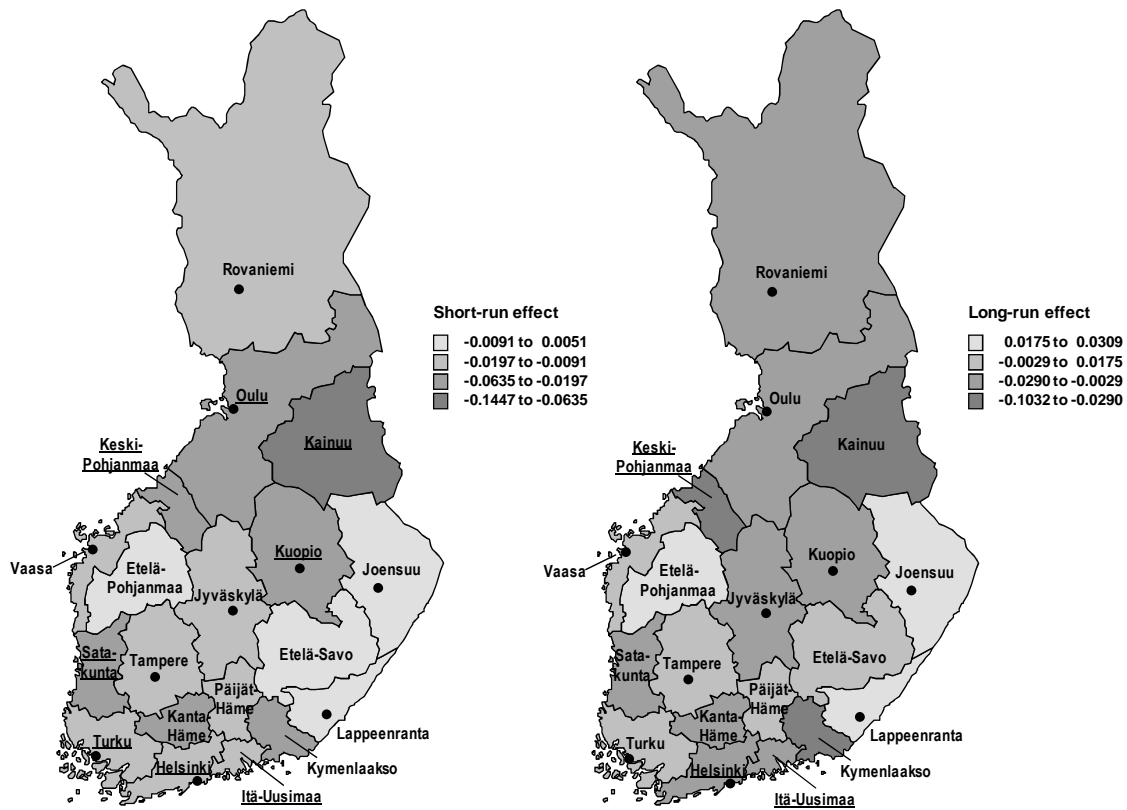 Rovaniemi
Short-run effect
-0.0091 to 0.0051
-0.0197 to -0.0091
-0.0635 to -0.0197
-0.1447 to -0.0635
Oulu
Kainuu
Keski-
Pohjanmaa
Vaasa
Etelä-
Pohjanmaa
Kuopio
Joensuu
Jyväskylä
Sata-
kunta
Tampere
Etelä-Savo
Päijät-
Häme
Kanta-
Häme
Lappeenranta
Turku
Helsinki
Kymenlaakso
Itä-Uusimaa
Rovaniemi
Long-run effect
0.0175 to 0.0309
-0.0029 to 0.0175
-0.0290 to -0.0029
-0.1032 to -0.0290
Oulu
Kainuu
Keski-
Pohjanmaa
Vaasa
Etelä-
Pohjanmaa
Kuopio
Joensuu
Jyväskylä
Sata-
kunta
Tampere
Etelä-Savo
Päijät-
Häme
Kanta-
Häme
Lappeenranta
Turku
Helsinki
Kymenlaakso
Itä-Uusimaa